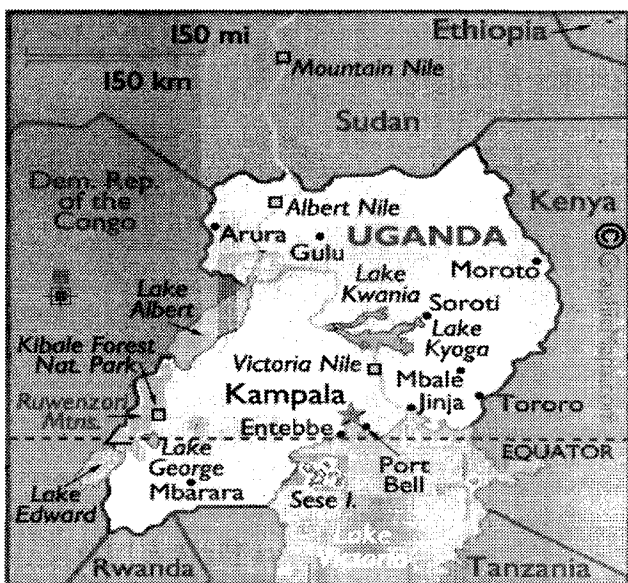 150 mi
150 km
Ethiopia
Mountain Nile
Sudan
Dem. Rep.
of the
Congo
Kenya
Albert Nile
Arura
Gulu
UGANDA
Moroto
Lake
Kwania
Lake
Albert
Soroti
Lake
Kyoga
Kibale Forest
Nat. Park
Victoria Nile
Mbale
Ruwenzori
Mtns.
Kampala
Jinja
Tororo
Entebbe
EQUATOR
Lake
George
Port
Bell
Lake
Edward
Mbarara
Sese I.
Lake
Victoria
Rwanda
Tanzania